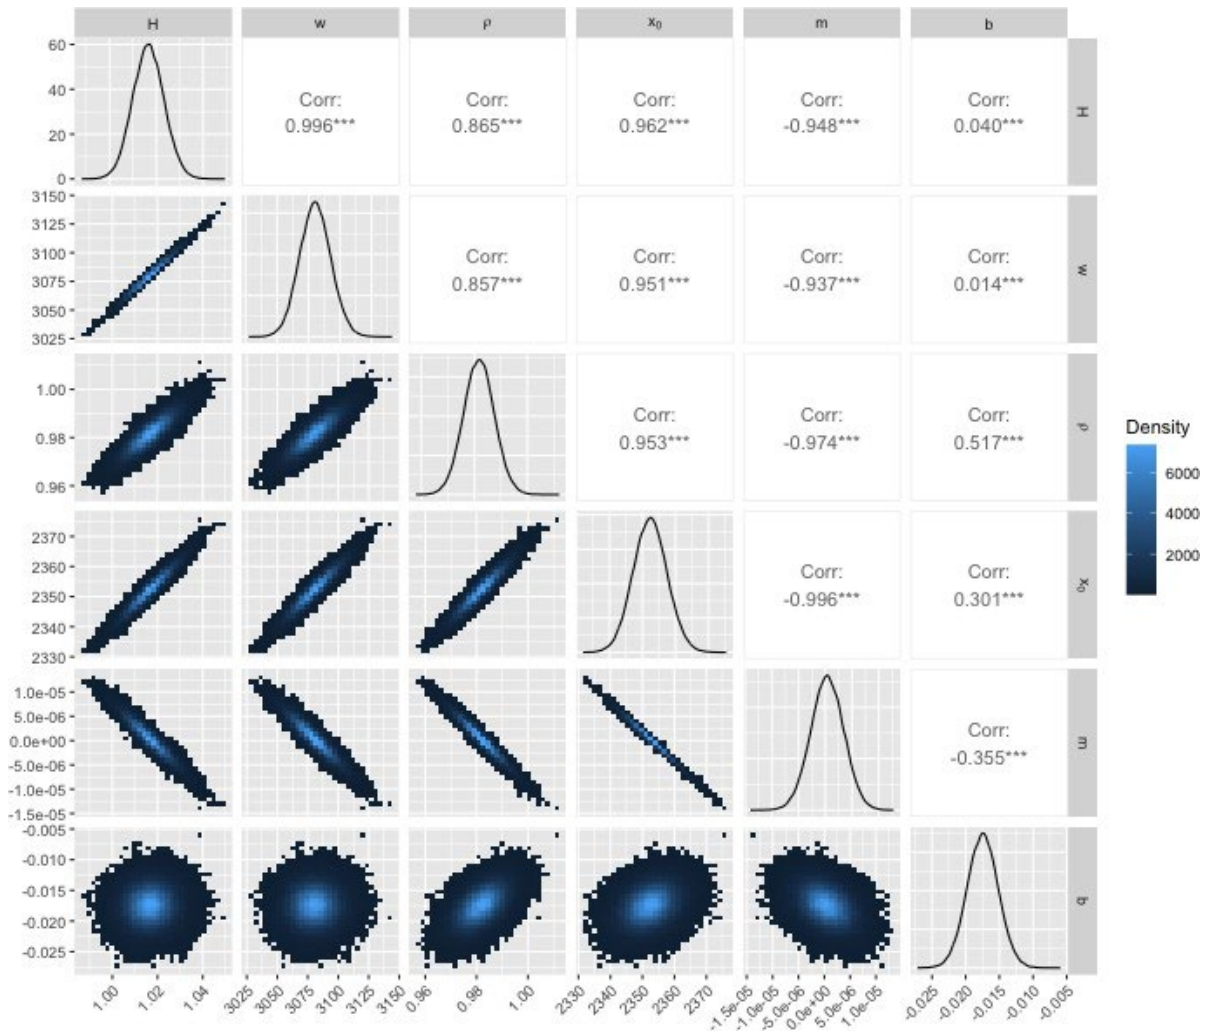 H w ρ x₀ m b
60
40
20
0
Corr:
0.996***
Corr:
0.865***
Corr:
0.962***
Corr:
-0.948***
Corr:
0.040***
H
3150
3125
3100
3075
3050
3025
Corr:
0.857***
Corr:
0.951***
Corr:
-0.937***
Corr:
0.014***
w
1.00
0.98
0.96
Corr:
0.953***
Corr:
-0.974***
Corr:
0.517***
ρ
Density
6000
4000
2000
2370
2360
2350
2340
2330
Corr:
-0.996***
Corr:
0.301***
x₀
1.0e-05
5.0e-06
0.0e+00
-5.0e-06
-1.0e-05
-1.5e-05
Corr:
-0.355***
m
-0.005
-0.010
-0.015
-0.020
-0.025
b
1.00 1.02 1.04 3025 3050 3075 3100 3125 3150 0.96 0.98 1.00 2330 2340 2350 2360 2370 -1.5e-05 -1.0e-05 -5.0e-06 0.0e+00 5.0e-06 1.0e-05 -0.025 -0.020 -0.015 -0.010 -0.005